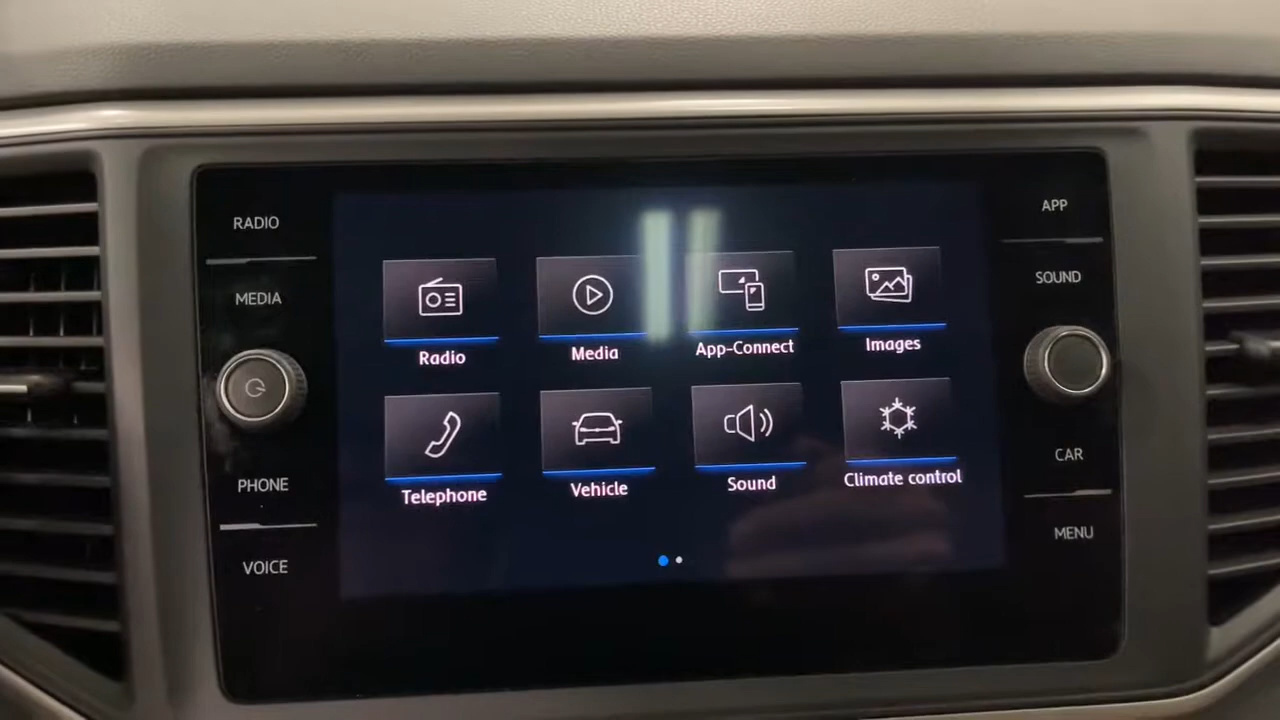 RADIO
MEDIA
PHONE
VOICE
Radio
Media
App-Connect
Images
Telephone
Vehicle
Sound
Climate control
APP
SOUND
CAR
MENU